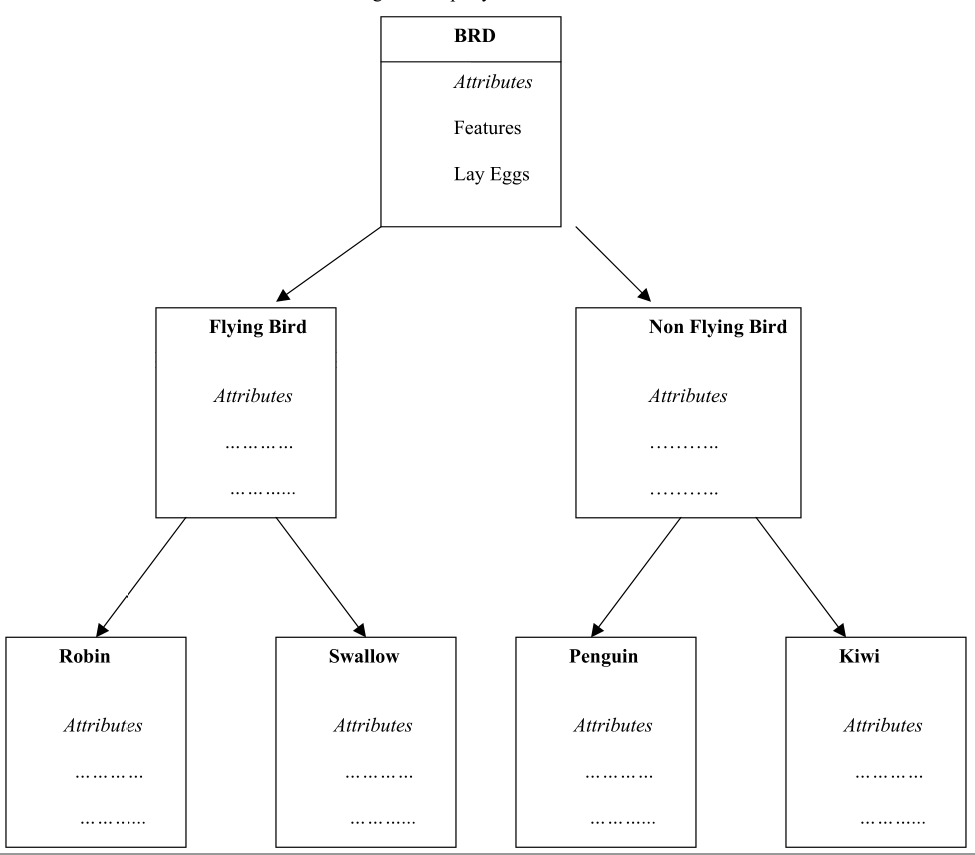 BRD
Attributes
Features
Lay Eggs
Flying Bird
Attributes
…………
………...
Non Flying Bird
Attributes
………...
………...
Robin
Attributes
…………
………...
Swallow
Attributes
…………
………...
Penguin
Attributes
…………
………...
Kiwi
Attributes
…………
………...